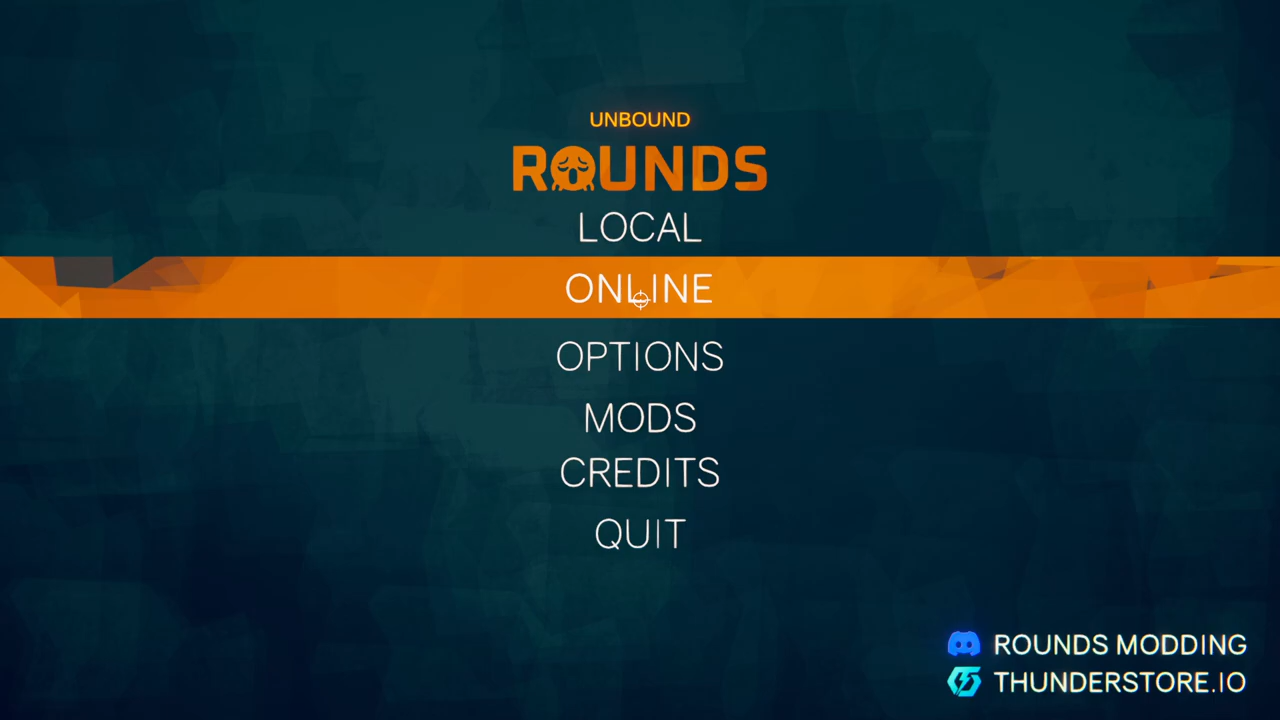 UNBOUND
ROUNDS
LOCAL
ONLINE
OPTIONS
MODS
CREDITS
QUIT
ROUNDS MODDING
THUNDERSTORE.IO